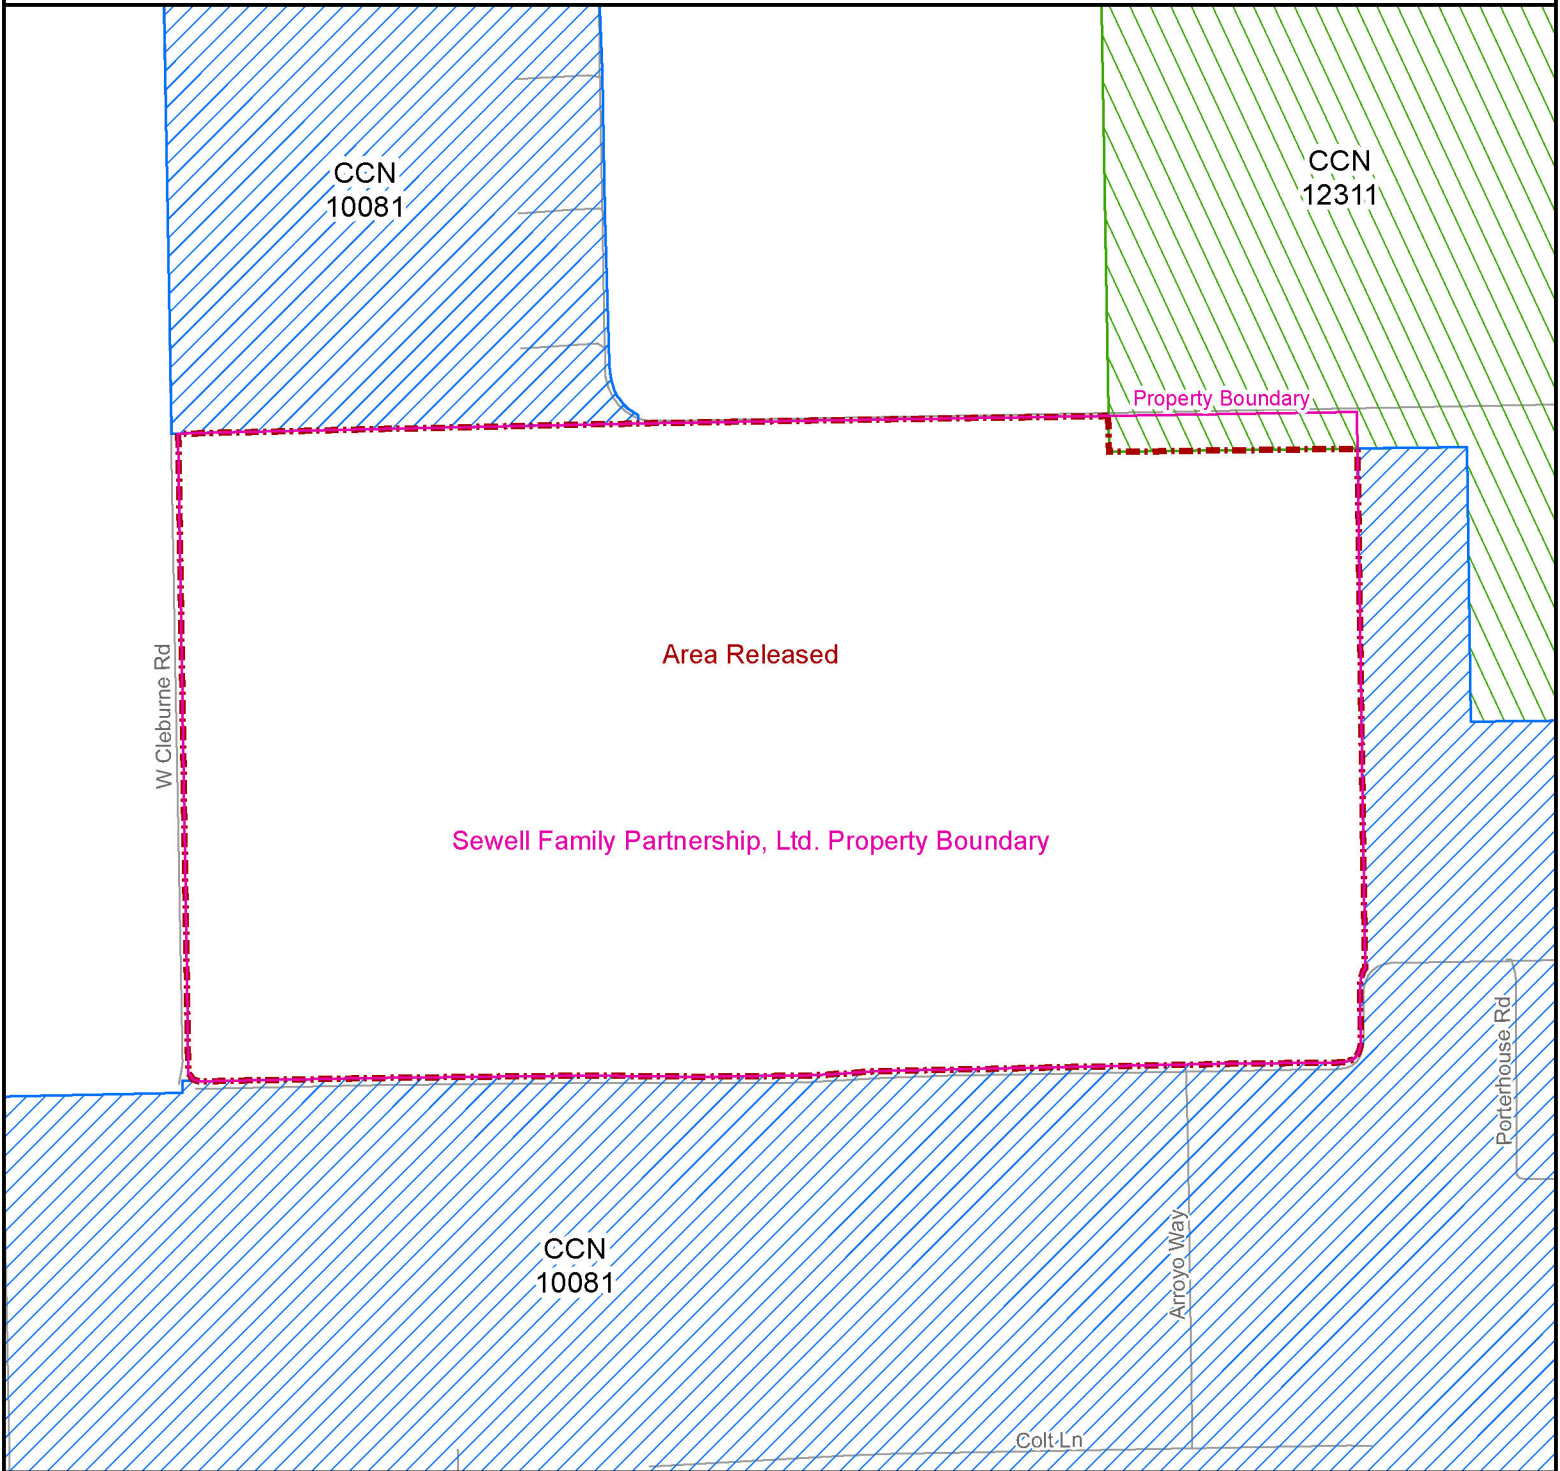 CCN
10081
CCN
12311
Property Boundary
Area Released
W Cleburne Rd
Sewell Family Partnership, Ltd. Property Boundary
Porterhouse Rd
Arroyo Way
CCN
10081
Colt Ln